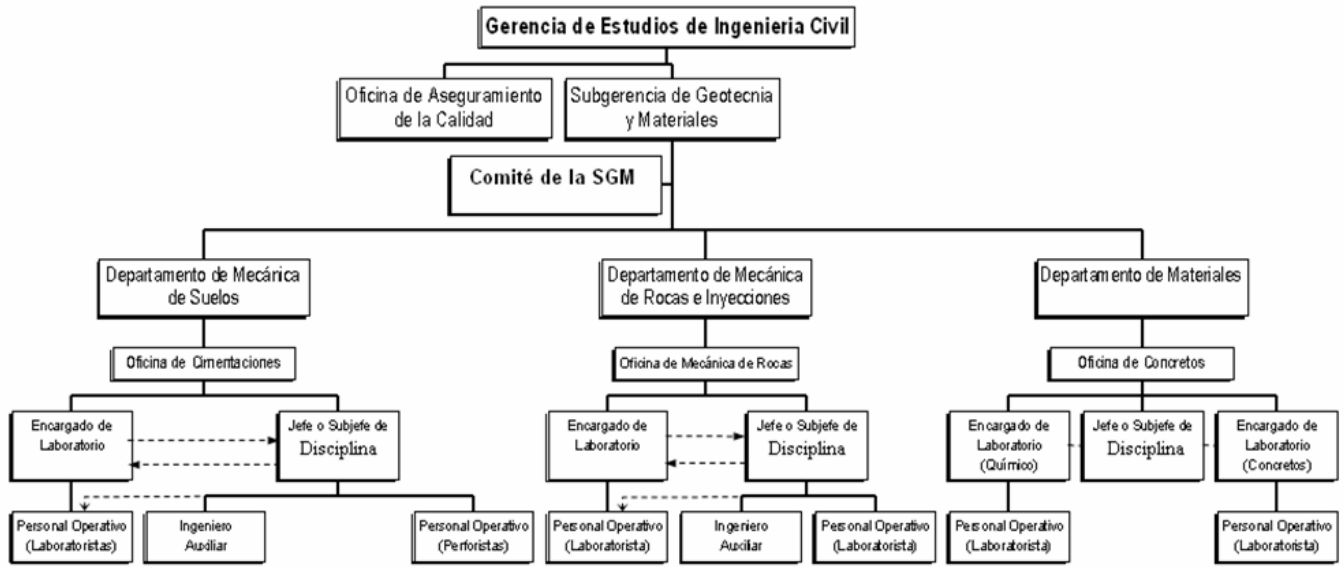 Gerencia de Estudios de Ingenieria Civil
Oficina de Aseguramiento
de la Calidad
Subgerencia de Geotecnia
y Materiales
Comité de la SGM
Departamento de Mecánica
de Suelos
Departamento de Mecánica
de Rocas e Inyecciones
Departamento de Materiales
Oficina de Cimentaciones
Oficina de Mecánica de Rocas
Oficina de Concretos
Encargado de
Laboratorio
Jefe o Subjefe de
Disciplina
Encargado de
Laboratorio
Jefe o Subjefe de
Disciplina
Encargado de
Laboratorio
(Químico)
Jefe o Subjefe de
Disciplina
Encargado de
Laboratorio
(Concretos)
Personal Operativo
(Laboratoristas)
Ingeniero
Auxiliar
Personal Operativo
(Perforistas)
Personal Operativo
(Laboratorista)
Ingeniero
Auxiliar
Personal Operativo
(Laboratorista)
Personal Operativo
(Laboratorista)
Personal Operativo
(Laboratorista)